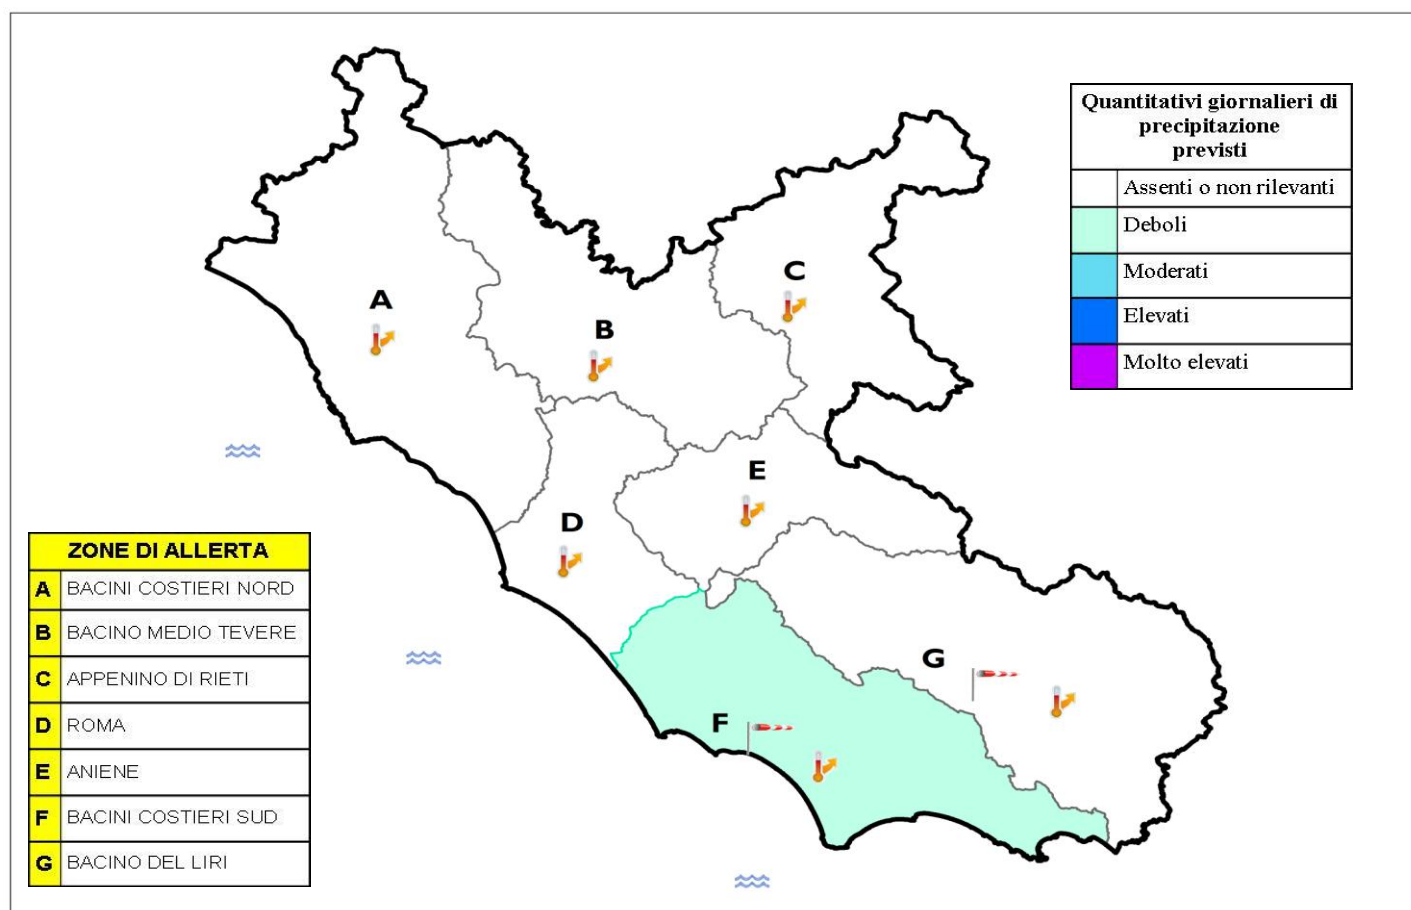 Quantitativi giornalieri di
precipitazione
previsti
Assenti o non rilevanti
Deboli
Moderati
Elevati
Molto elevati
A
B
C
D
E
F
G
ZONE DI ALLERTA
A BACINI COSTIERI NORD
B BACINO MEDIO TEVERE
C APPENINO DI RIETI
D ROMA
E ANIENE
F BACINI COSTIERI SUD
G BACINO DEL LIRI